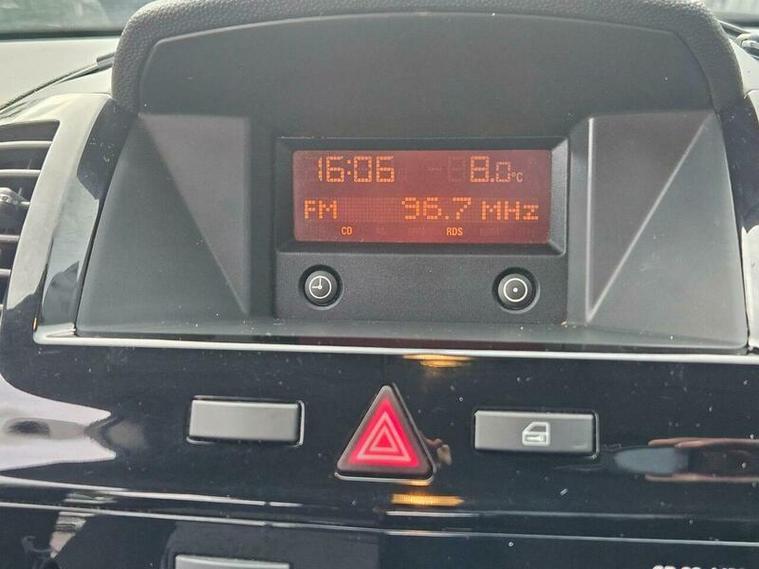 16:06 8.0°C
FM 96.7 MHz
CD RDS